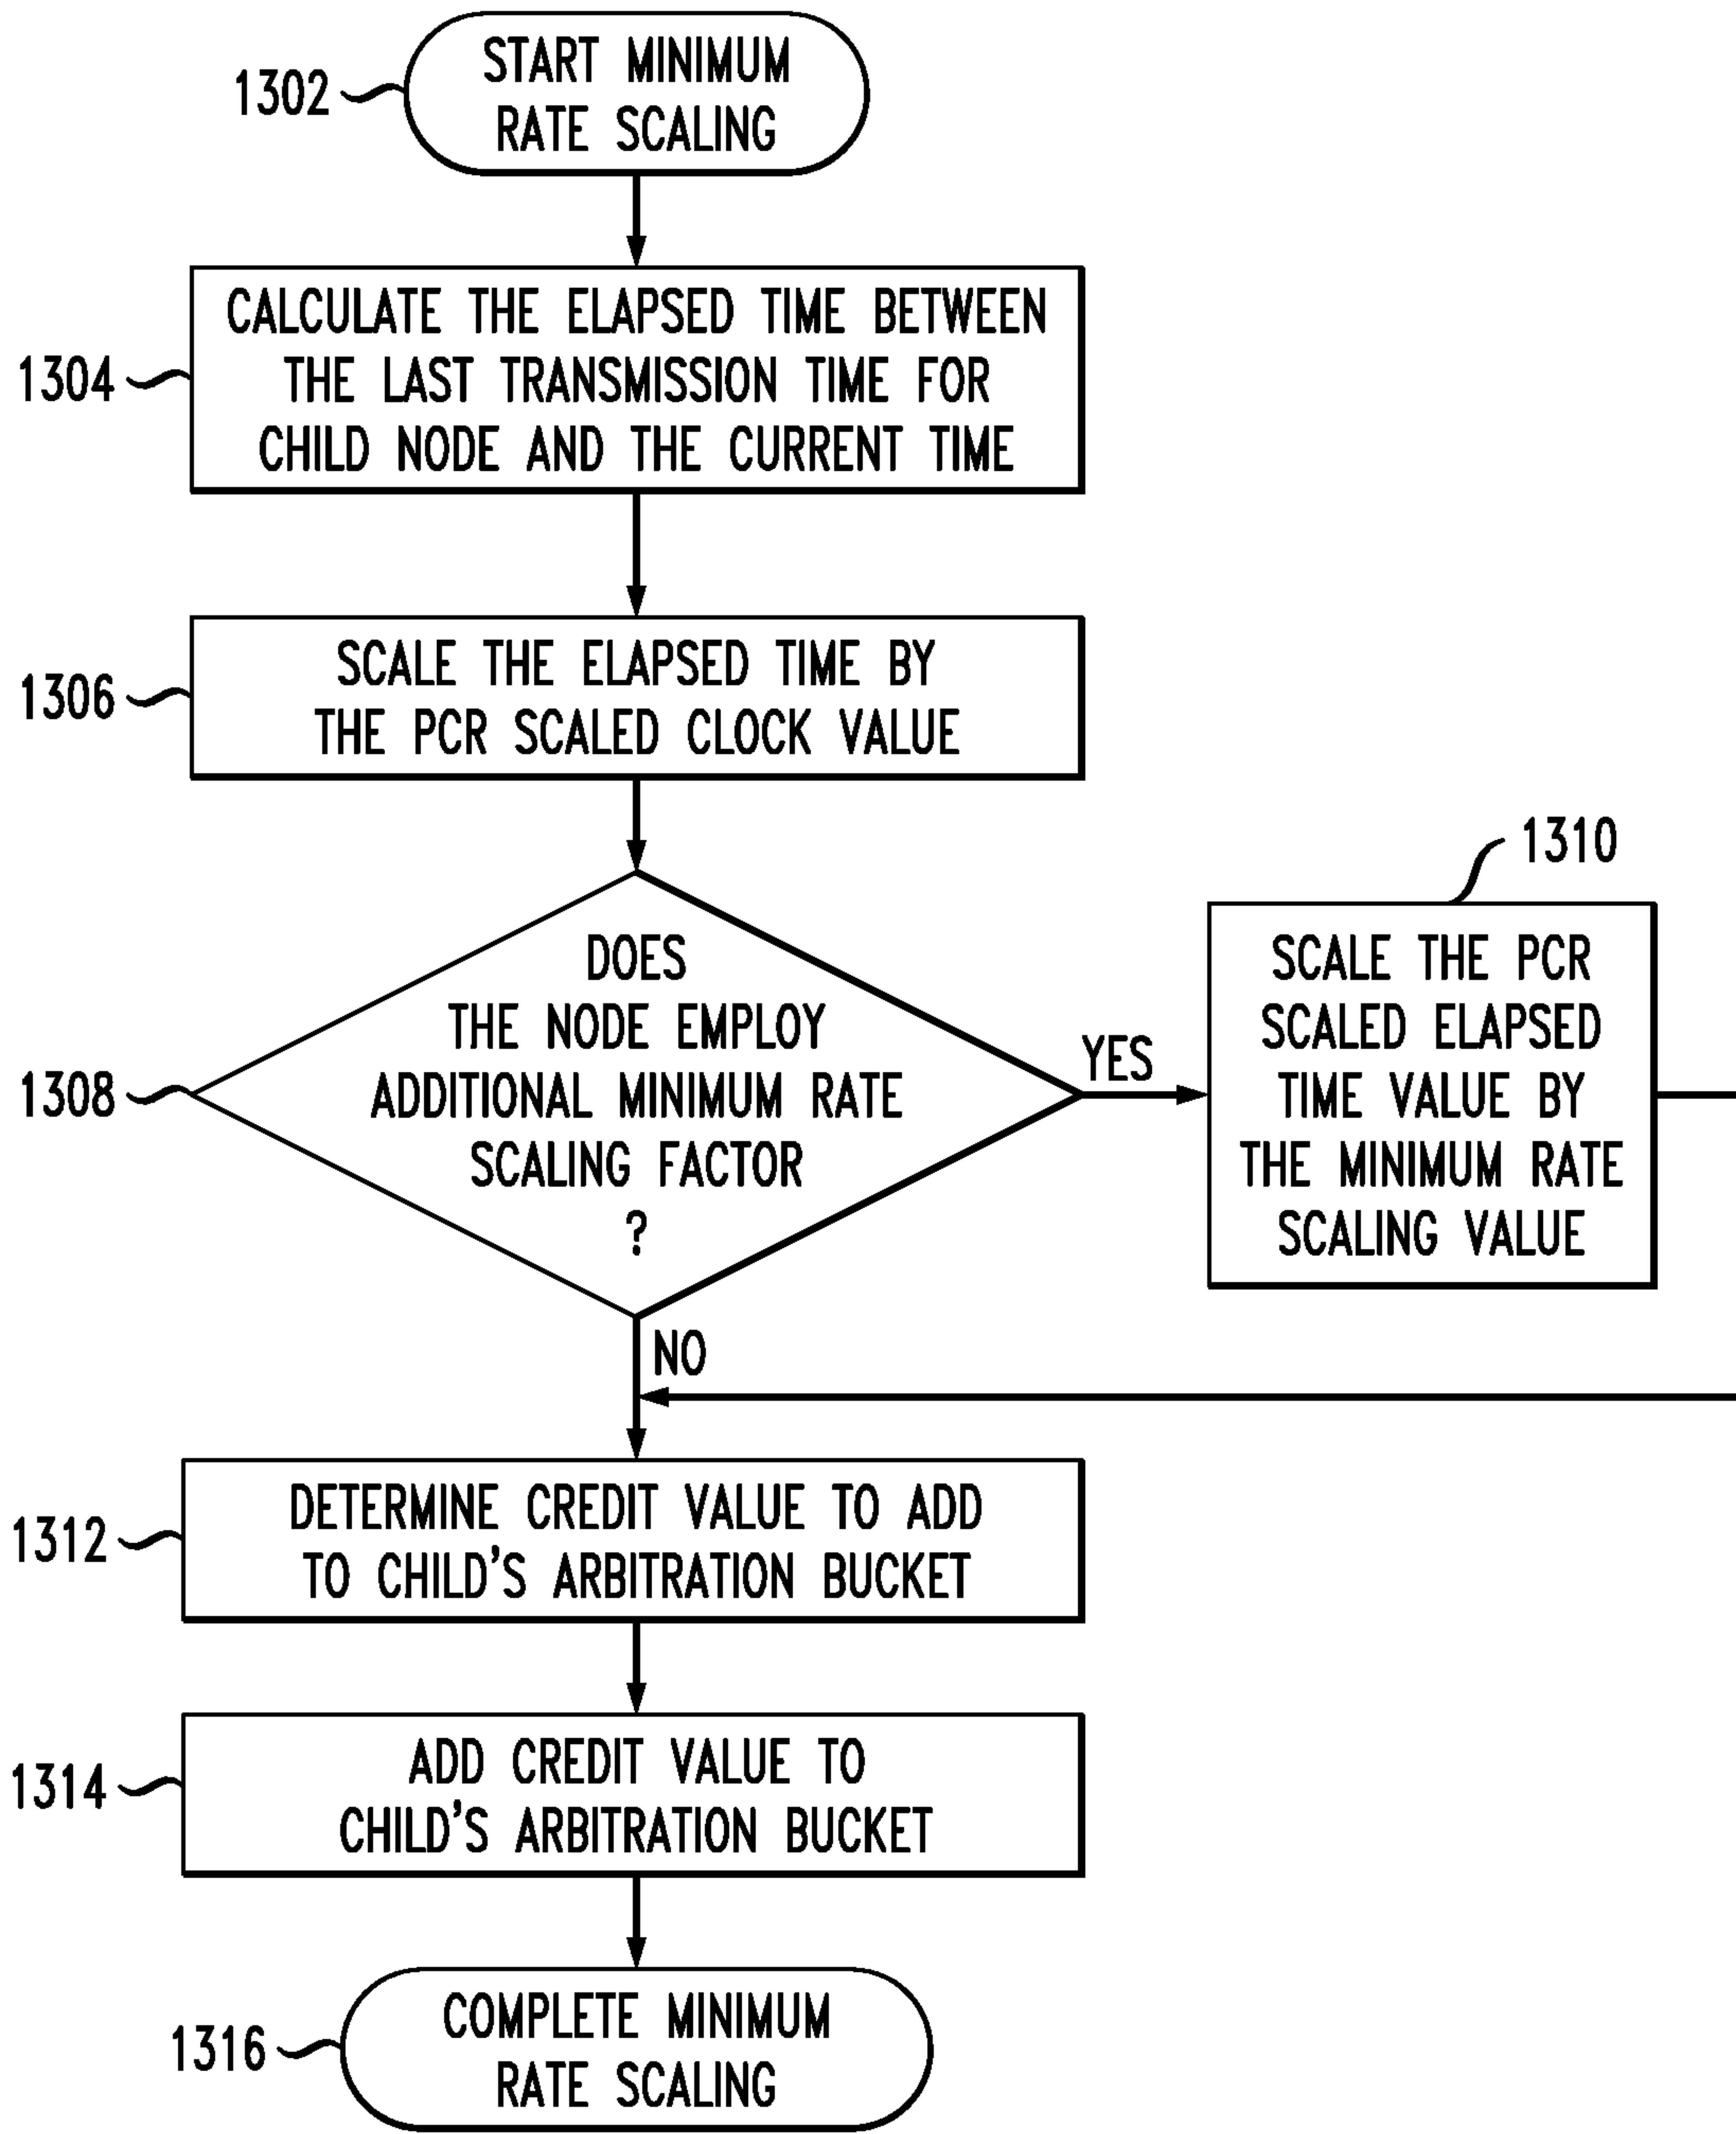 1302
START MINIMUM
RATE SCALING
1304
CALCULATE THE ELAPSED TIME BETWEEN
THE LAST TRANSMISSION TIME FOR
CHILD NODE AND THE CURRENT TIME
1306
SCALE THE ELAPSED TIME BY
THE PCR SCALED CLOCK VALUE
1308
DOES
THE NODE EMPLOY
ADDITIONAL MINIMUM RATE
SCALING FACTOR
?
YES
1310
SCALE THE PCR
SCALED ELAPSED
TIME VALUE BY
THE MINIMUM RATE
SCALING VALUE
NO
1312
DETERMINE CREDIT VALUE TO ADD
TO CHILD'S ARBITRATION BUCKET
1314
ADD CREDIT VALUE TO
CHILD'S ARBITRATION BUCKET
1316
COMPLETE MINIMUM
RATE SCALING